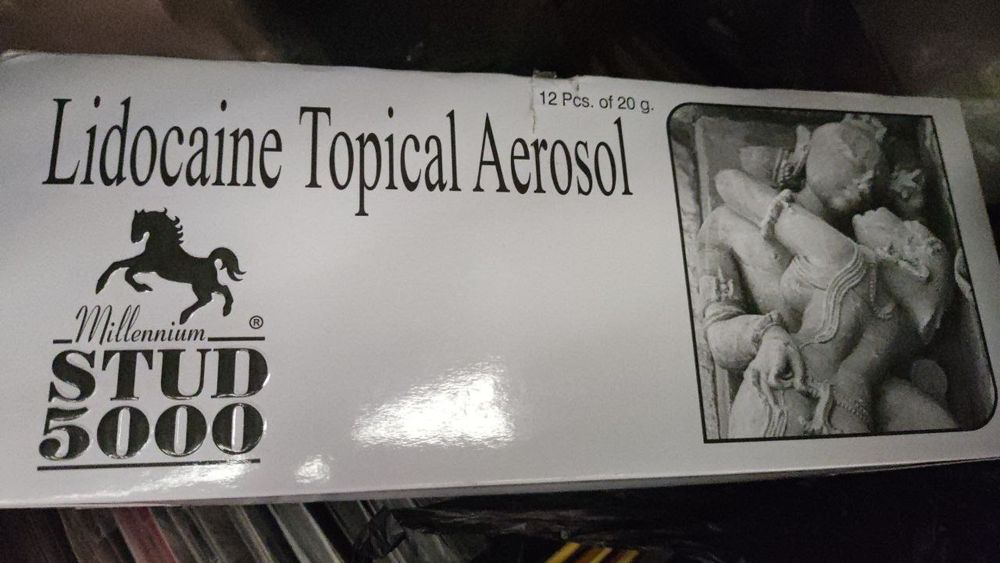 12 Pcs. of 20 g.
Lidocaine Topical Aerosol
Millennium ®
STUD
5000